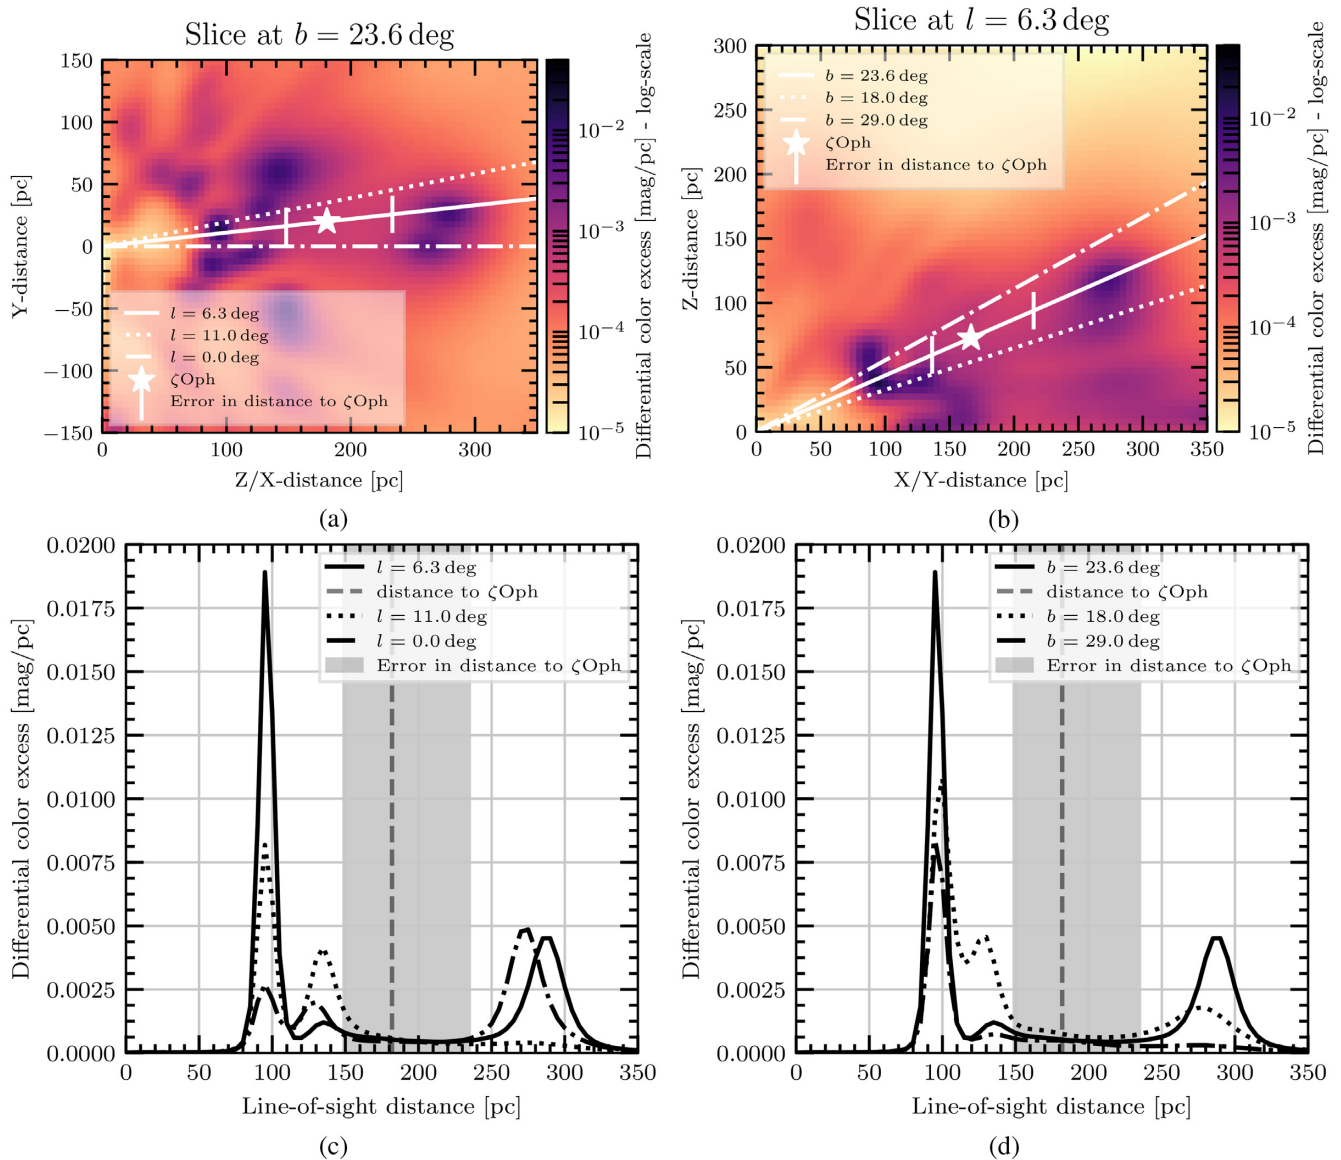 Slice at b = 23.6 deg
150
100
50
0
−50
−100
−150
Y-distance [pc]
l = 6.3 deg
l = 11.0 deg
l = 0.0 deg
ζOph
Error in distance to ζOph
0
100
200
300
Z/X-distance [pc]
10⁻²
10⁻³
10⁻⁴
10⁻⁵
Differential color excess [mag/pc] - log-scale
(a)
Slice at l = 6.3 deg
300
250
200
150
100
50
0
Z-distance [pc]
b = 23.6 deg
b = 18.0 deg
b = 29.0 deg
ζOph
Error in distance to ζOph
0
50
100
150
200
250
300
350
X/Y-distance [pc]
10⁻²
10⁻³
10⁻⁴
10⁻⁵
Differential color excess [mag/pc] - log-scale
(b)
0.0200
0.0175
0.0150
0.0125
0.0100
0.0075
0.0050
0.0025
0.0000
Differential color excess [mag/pc]
l = 6.3 deg
distance to ζOph
l = 11.0 deg
l = 0.0 deg
Error in distance to ζOph
0
50
100
150
200
250
300
350
Line-of-sight distance [pc]
(c)
0.0200
0.0175
0.0150
0.0125
0.0100
0.0075
0.0050
0.0025
0.0000
Differential color excess [mag/pc]
b = 23.6 deg
distance to ζOph
b = 18.0 deg
b = 29.0 deg
Error in distance to ζOph
0
50
100
150
200
250
300
350
Line-of-sight distance [pc]
(d)